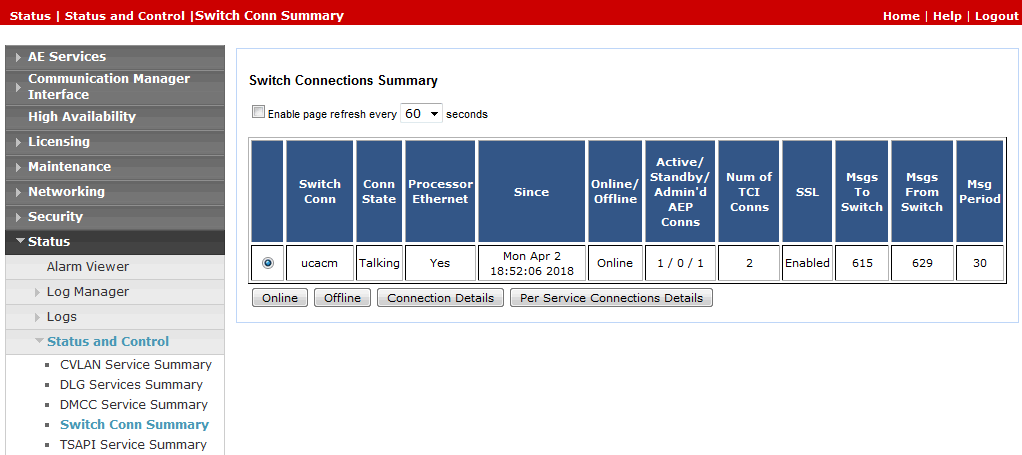 Status | Status and Control |Switch Conn Summary
Home | Help | Logout
AE Services
Communication Manager
Interface
High Availability
Licensing
Maintenance
Networking
Security
Status
Alarm Viewer
Log Manager
Logs
Status and Control
CVLAN Service Summary
DLG Services Summary
DMCC Service Summary
Switch Conn Summary
TSAPI Service Summary
Switch Connections Summary
Enable page refresh every 60 seconds
Switch
Conn
Conn
State
Processor
Ethernet
Since
Online/
Offline
Active/
Standby/
Admin'd
AEP
Conns
Num of
TCI
Conns
SSL
Msgs
To
Switch
Msgs
From
Switch
Msg
Period
ucacm
Talking
Yes
Mon Apr 2
18:52:06 2018
Online
1 / 0 / 1
2
Enabled
615
629
30
Online
Offline
Connection Details
Per Service Connections Details